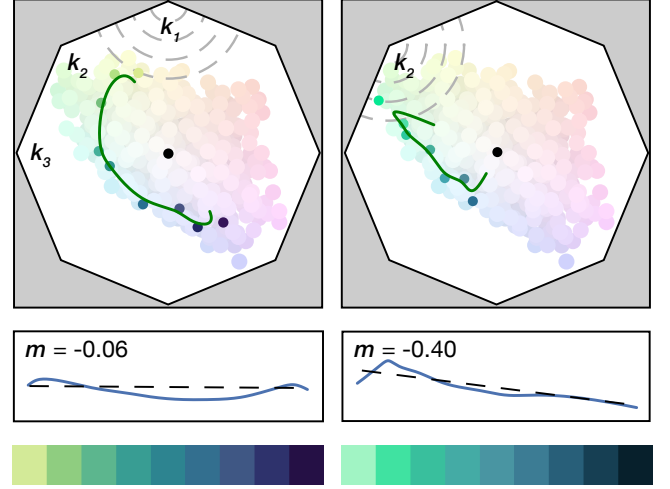 k1
k2
k3
k2
m = -0.06
m = -0.40